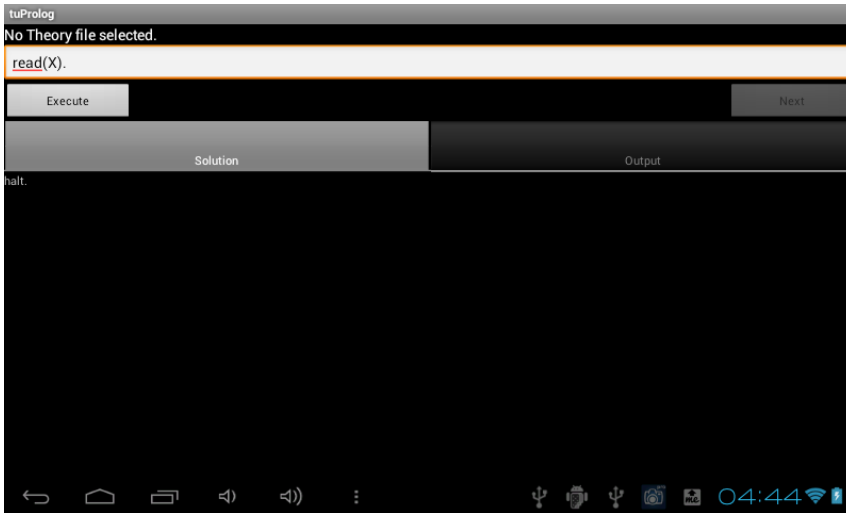 tuProlog
No Theory file selected.
read(X).
Execute
Next
Solution
Output
halt.
04:44